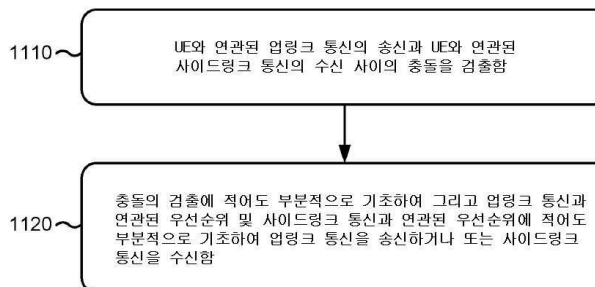 1110
UE와 연관된 업링크 통신의 송신과 UE와 연관된
사이드링크 통신의 수신 사이의 충돌을 검출함
1120
충돌의 검출에 적어도 부분적으로 기초하여 그리고 업링크 통신과
연관된 우선순위 및 사이드링크 통신과 연관된 우선순위에 적어도
부분적으로 기초하여 업링크 통신을 송신하거나 또는 사이드링크
통신을 수신함